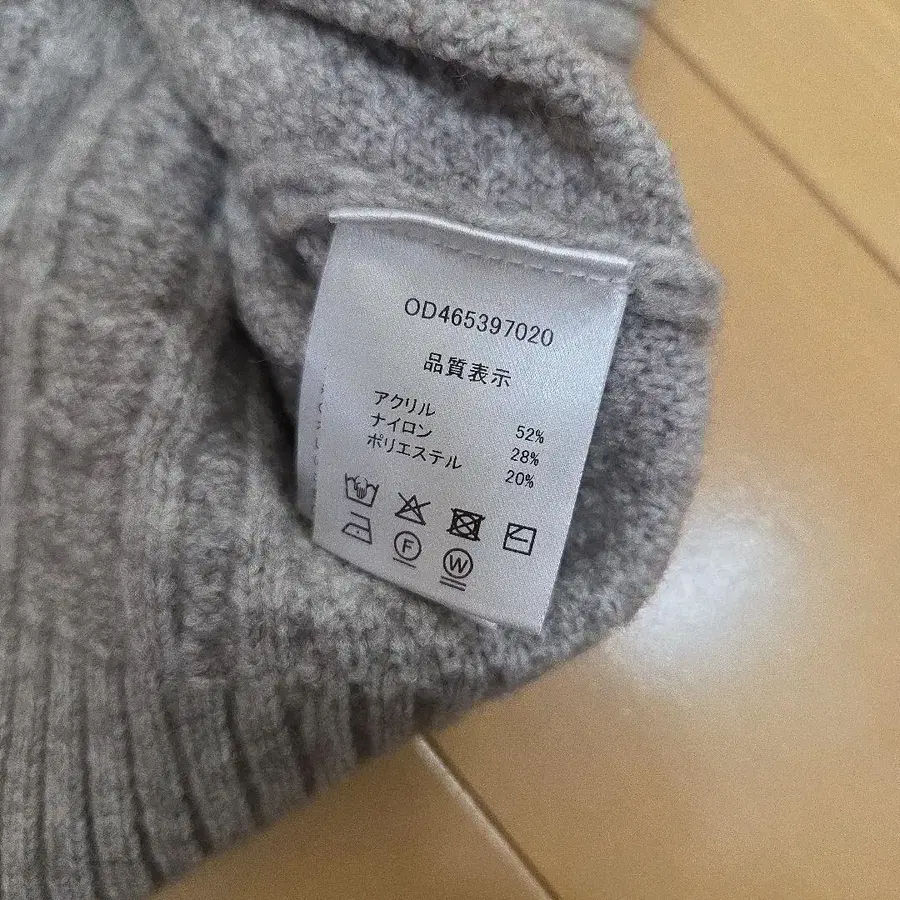 OD465397020
品質表示
アクリル 52%
ナイロン 28%
ポリエステル 20%
F
W